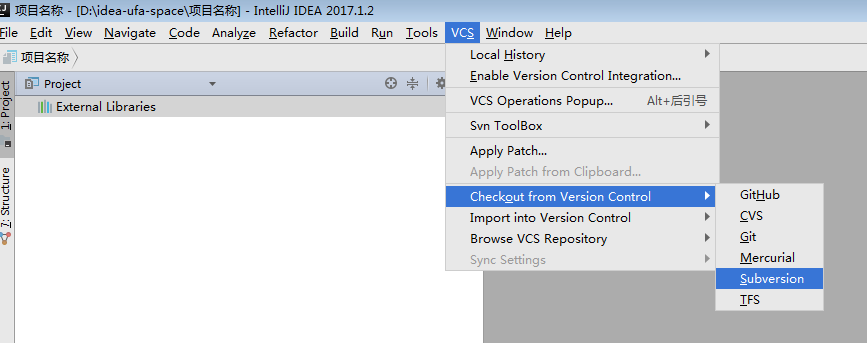 项目名称 - [D:\idea-ufa-space\项目名称] - IntelliJ IDEA 2017.1.2
File Edit View Navigate Code Analyze Refactor Build Run Tools VCS Window Help
项目名称
Project
External Libraries
1: Project
7: Structure
Local History
Enable Version Control Integration...
VCS Operations Popup... Alt+后引号
Svn ToolBox
Apply Patch...
Apply Patch from Clipboard...
Checkout from Version Control
Import into Version Control
Browse VCS Repository
Sync Settings
GitHub
CVS
Git
Mercurial
Subversion
TFS